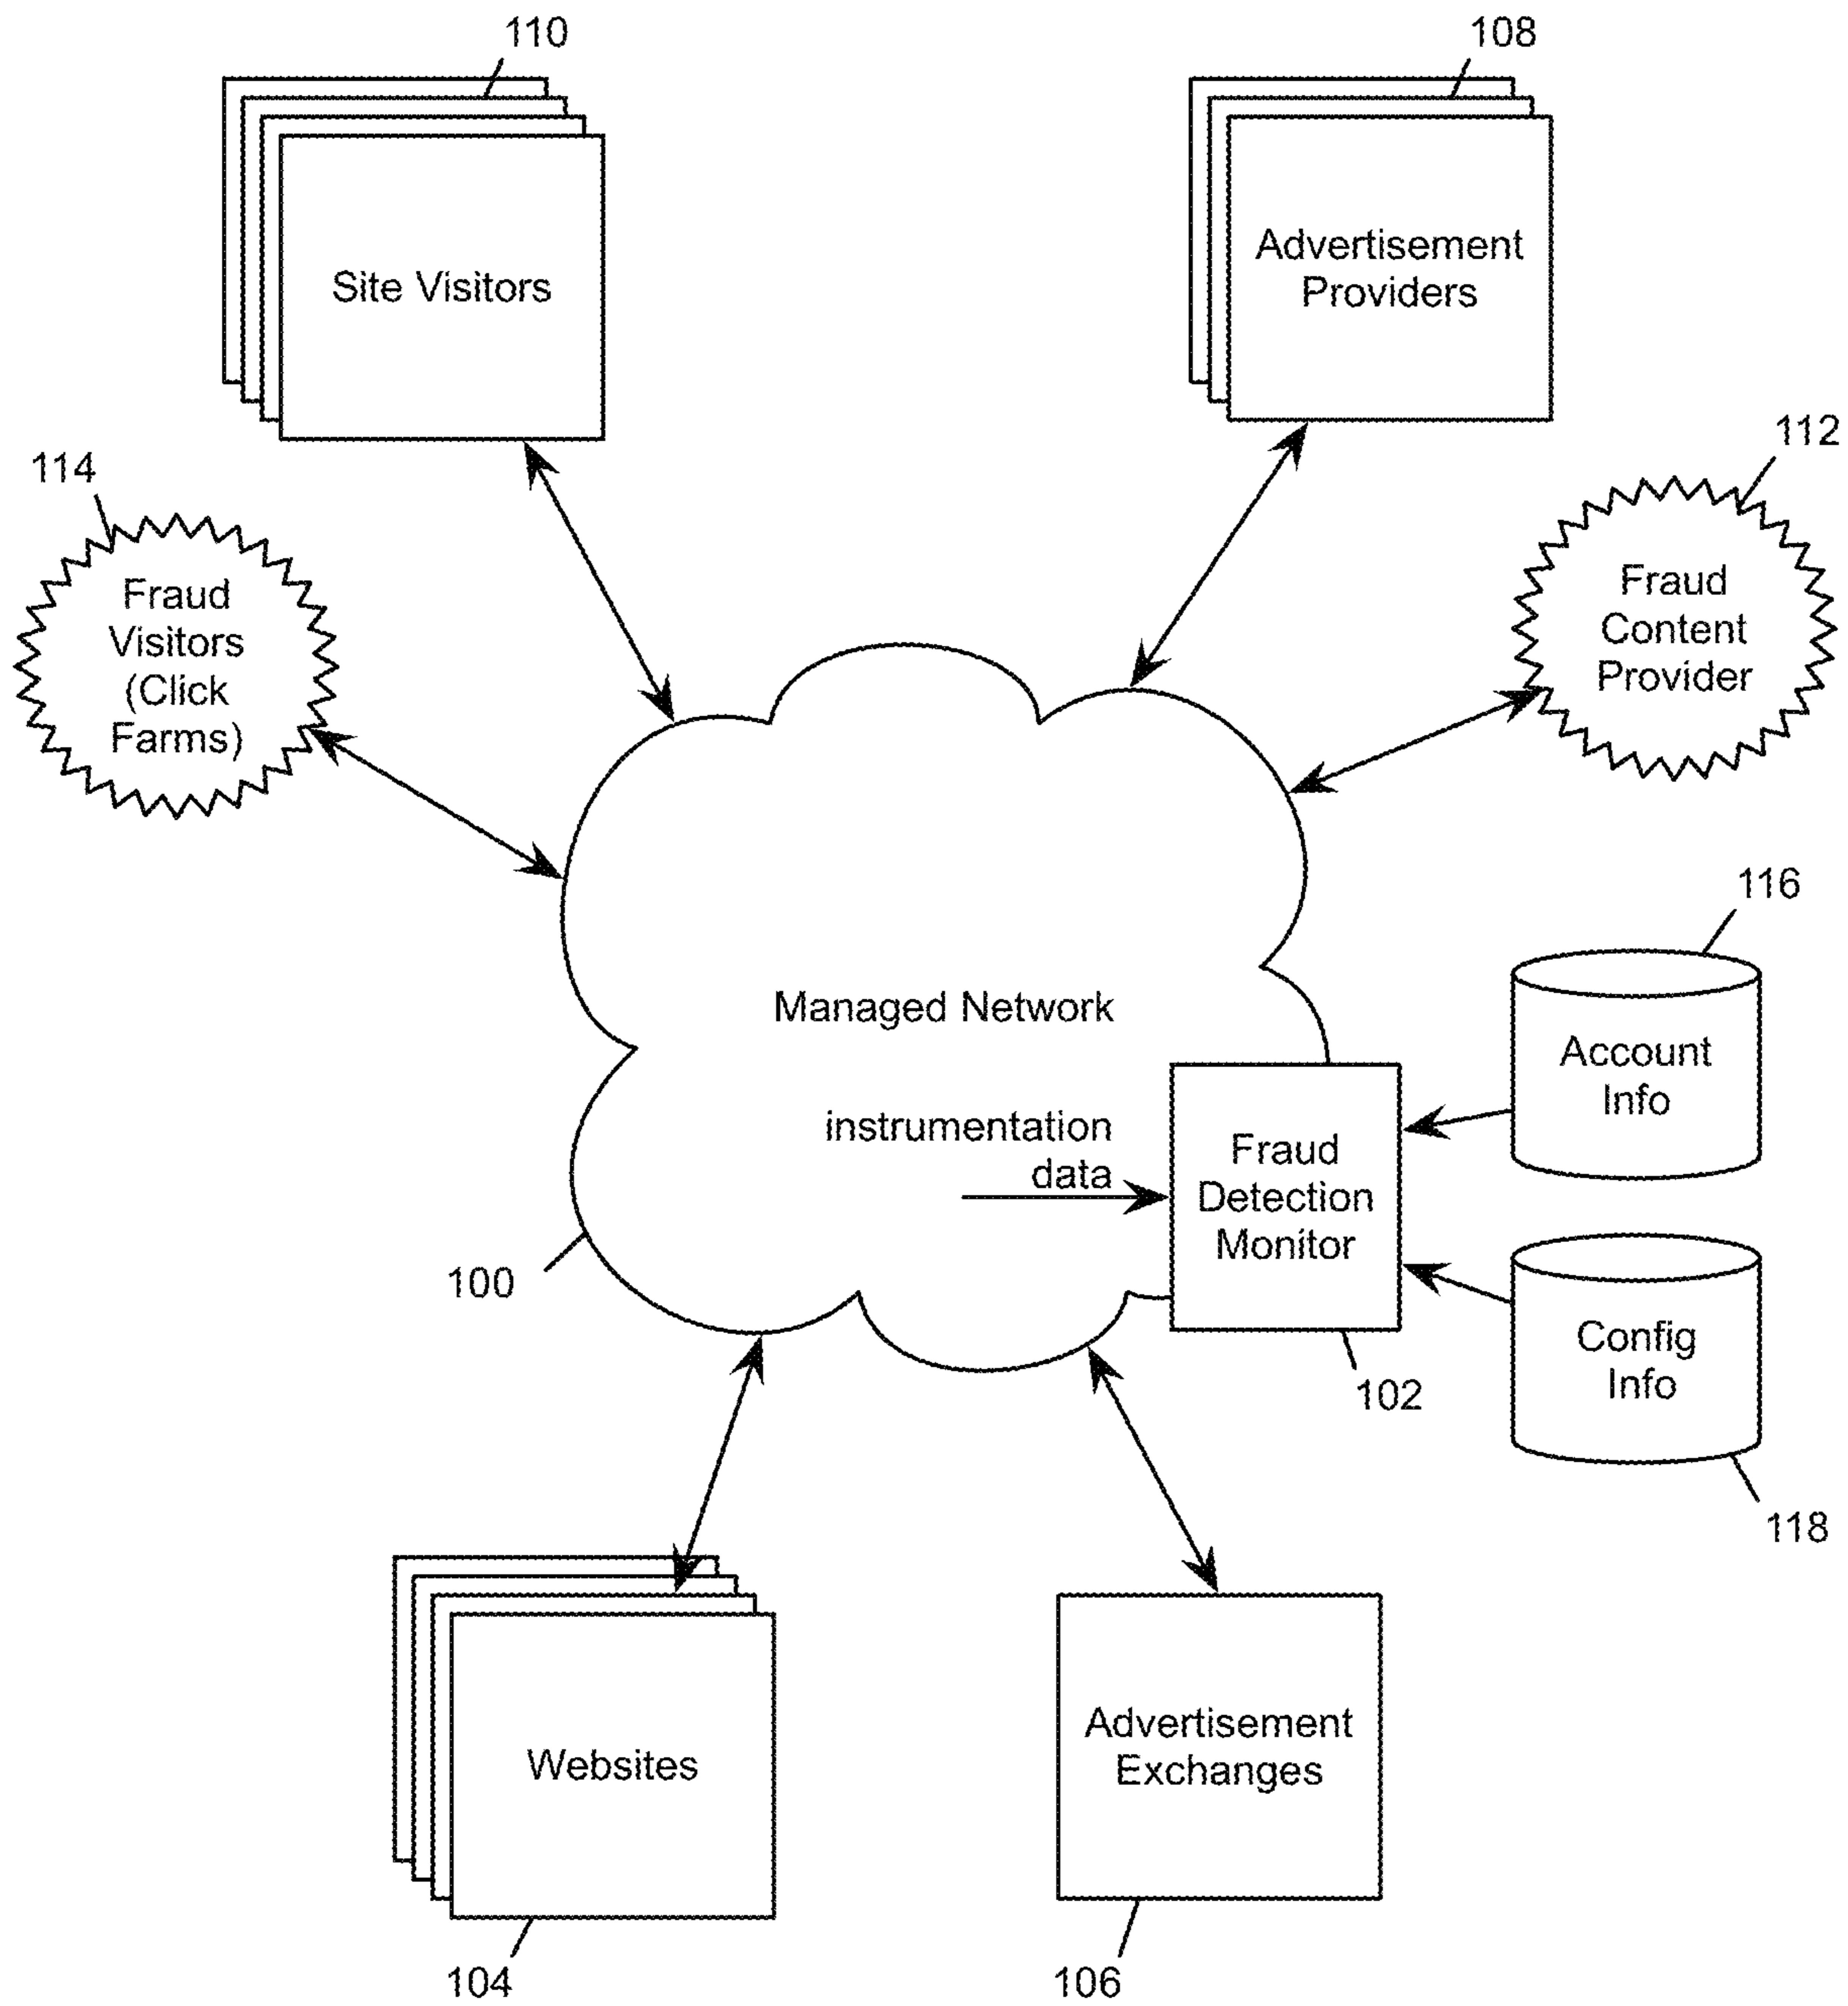 110
108
Site Visitors
Advertisement
Providers
114
112
Fraud
Visitors
(Click
Farms)
Fraud
Content
Provider
116
Managed Network
Account
Info
instrumentation
data
Fraud
Detection
Monitor
100
Config
Info
102
118
Websites
Advertisement
Exchanges
104
106